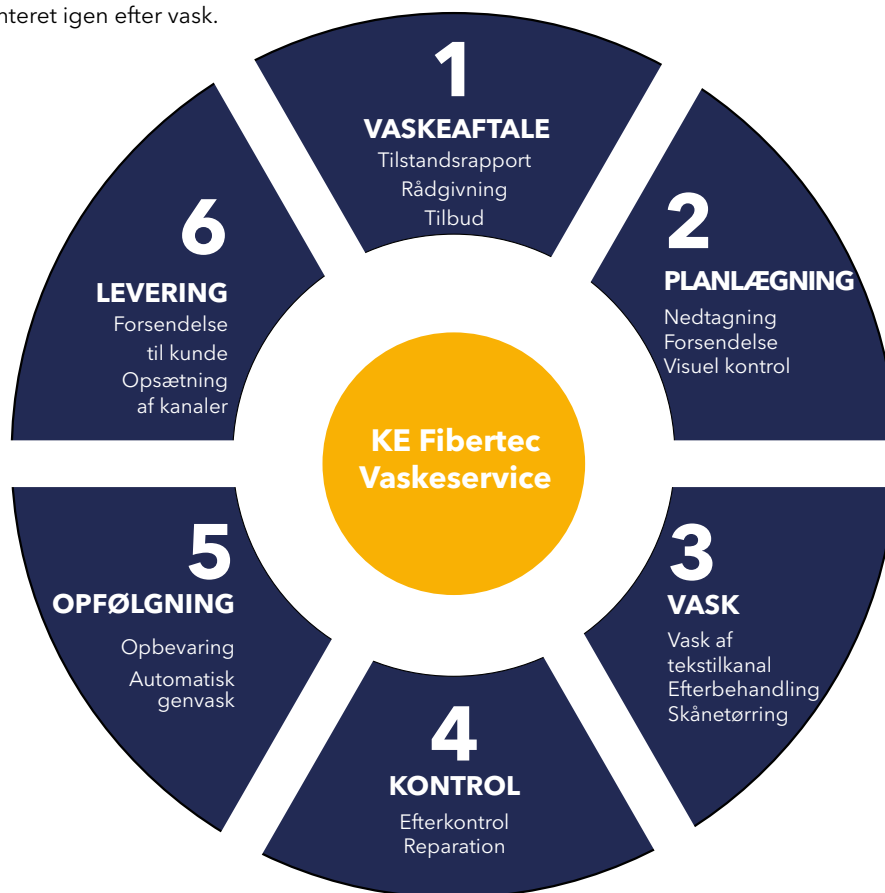 igen efter vask.
1
VASKEAFTALE
Tilstandsrapport
Rådgivning
Tilbud
2
PLANLÆGNING
Nedtagning
Forsendelse
Visuel kontrol
3
VASK
Vask af
tekstilkanal
Efterbehandling
Skånetørring
4
KONTROL
Efterkontrol
Reparation
5
OPFØLGNING
Opbevaring
Automatisk
genvask
6
LEVERING
Forsendelse
til kunde
Opsætning
af kanaler
KE Fibertec
Vaskeservice